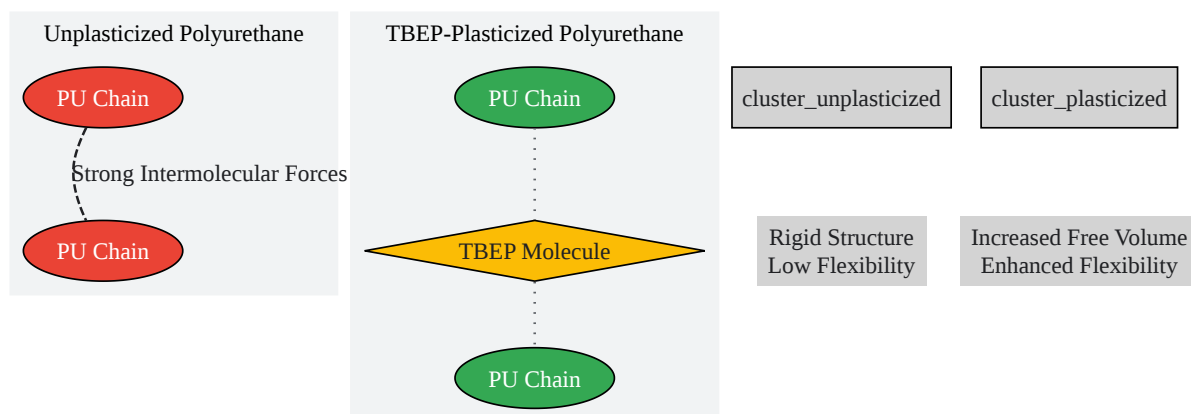 Unplasticized Polyurethane
PU Chain
Strong Intermolecular Forces
PU Chain
TBEP-Plasticized Polyurethane
PU Chain
TBEP Molecule
PU Chain
cluster_unplasticized
cluster_plasticized
Rigid Structure
Low Flexibility
Increased Free Volume
Enhanced Flexibility